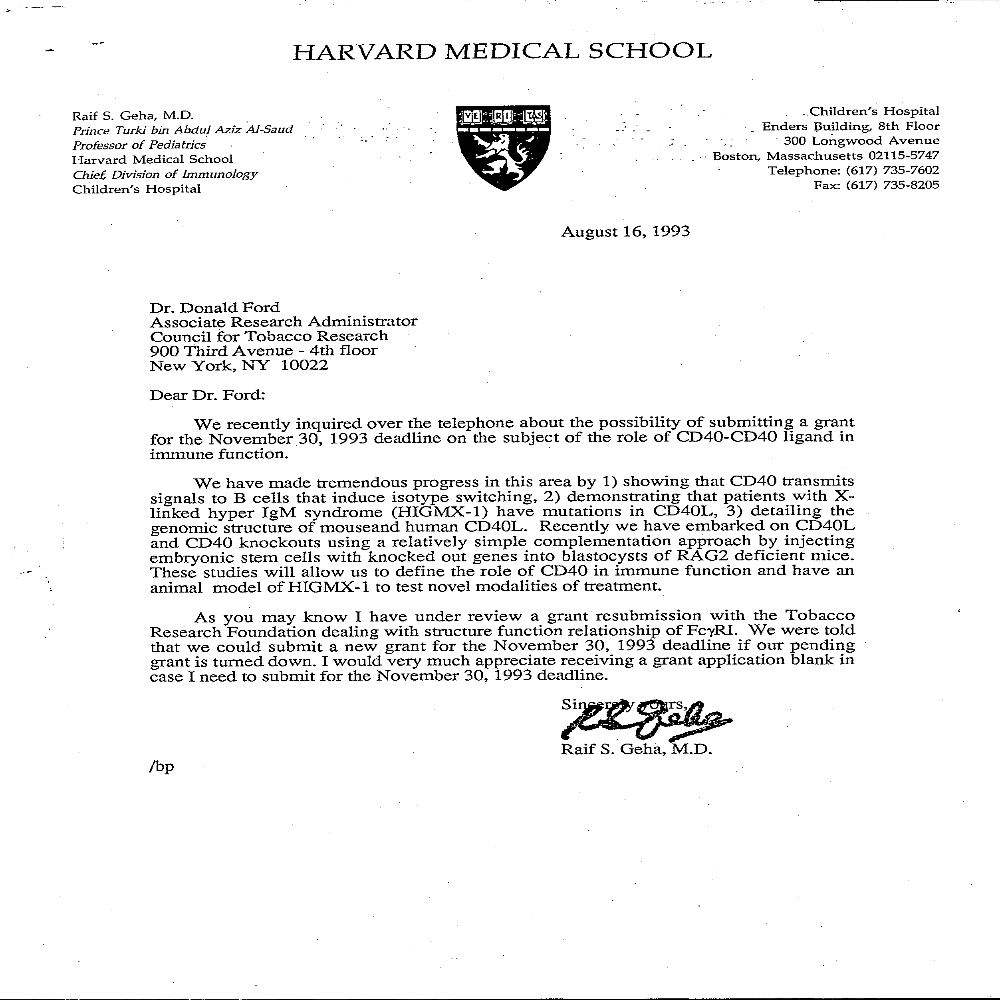 HARVARD MEDICAL SCHOOL
Raif S. Geha, M.D.
Prince Turki bin Abdul Aziz Al-Saud
Professor of Pediatrics
Harvard Medical School
Chief, Division of Immunology
Children's Hospital
VE RI TAS
Children's Hospital
Enders Building, 8th Floor
300 Longwood Avenue
Boston, Massachusetts 02115-5747
Telephone: (617) 735-7602
Fax: (617) 735-8205
August 16, 1993
Dr. Donald Ford
Associate Research Administrator
Council for Tobacco Research
900 Third Avenue - 4th floor
New York, NY 10022
Dear Dr. Ford:
We recently inquired over the telephone about the possibility of submitting a grant
for the November 30, 1993 deadline on the subject of the role of CD40-CD40 ligand in
immune function.
We have made tremendous progress in this area by 1) showing that CD40 transmits
signals to B cells that induce isotype switching, 2) demonstrating that patients with X-
linked hyper IgM syndrome (HIGMX-1) have mutations in CD40L, 3) detailing the
genomic structure of mouseand human CD40L. Recently we have embarked on CD40L
and CD40 knockouts using a relatively simple complementation approach by injecting
embryonic stem cells with knocked out genes into blastocysts of RAG2 deficient mice.
These studies will allow us to define the role of CD40 in immune function and have an
animal model of HIGMX-1 to test novel modalities of treatment.
As you may know I have under review a grant resubmission with the Tobacco
Research Foundation dealing with structure function relationship of FcγRI. We were told
that we could submit a new grant for the November 30, 1993 deadline if our pending
grant is turned down. I would very much appreciate receiving a grant application blank in
case I need to submit for the November 30, 1993 deadline.
Sincerely yours,
RS Geha
Raif S. Geha, M.D.
/bp